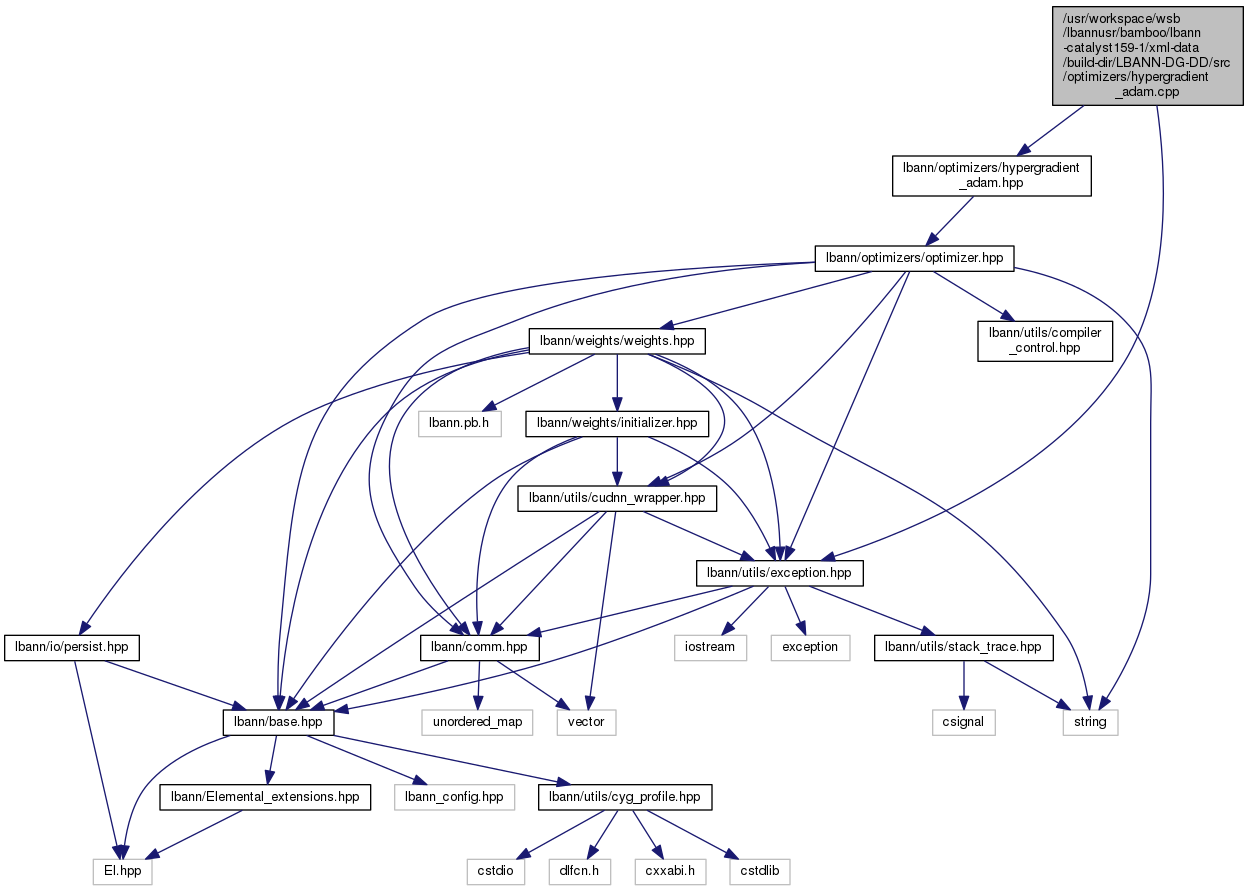 /usr/workspace/wsb
/lbannusr/bamboo/lbann
-catalyst159-1/xml-data
/build-dir/LBANN-DG-DD/src
/optimizers/hypergradient
_adam.cpp
lbann/optimizers/hypergradient
_adam.hpp
lbann/optimizers/optimizer.hpp
lbann/weights/weights.hpp
lbann/utils/compiler
_control.hpp
lbann.pb.h
lbann/weights/initializer.hpp
lbann/utils/cudnn_wrapper.hpp
lbann/utils/exception.hpp
lbann/io/persist.hpp
lbann/comm.hpp
iostream
exception
lbann/utils/stack_trace.hpp
lbann/base.hpp
unordered_map
vector
csignal
string
lbann/Elemental_extensions.hpp
lbann_config.hpp
lbann/utils/cyg_profile.hpp
El.hpp
cstdio
dlfcn.h
cxxabi.h
cstdlib